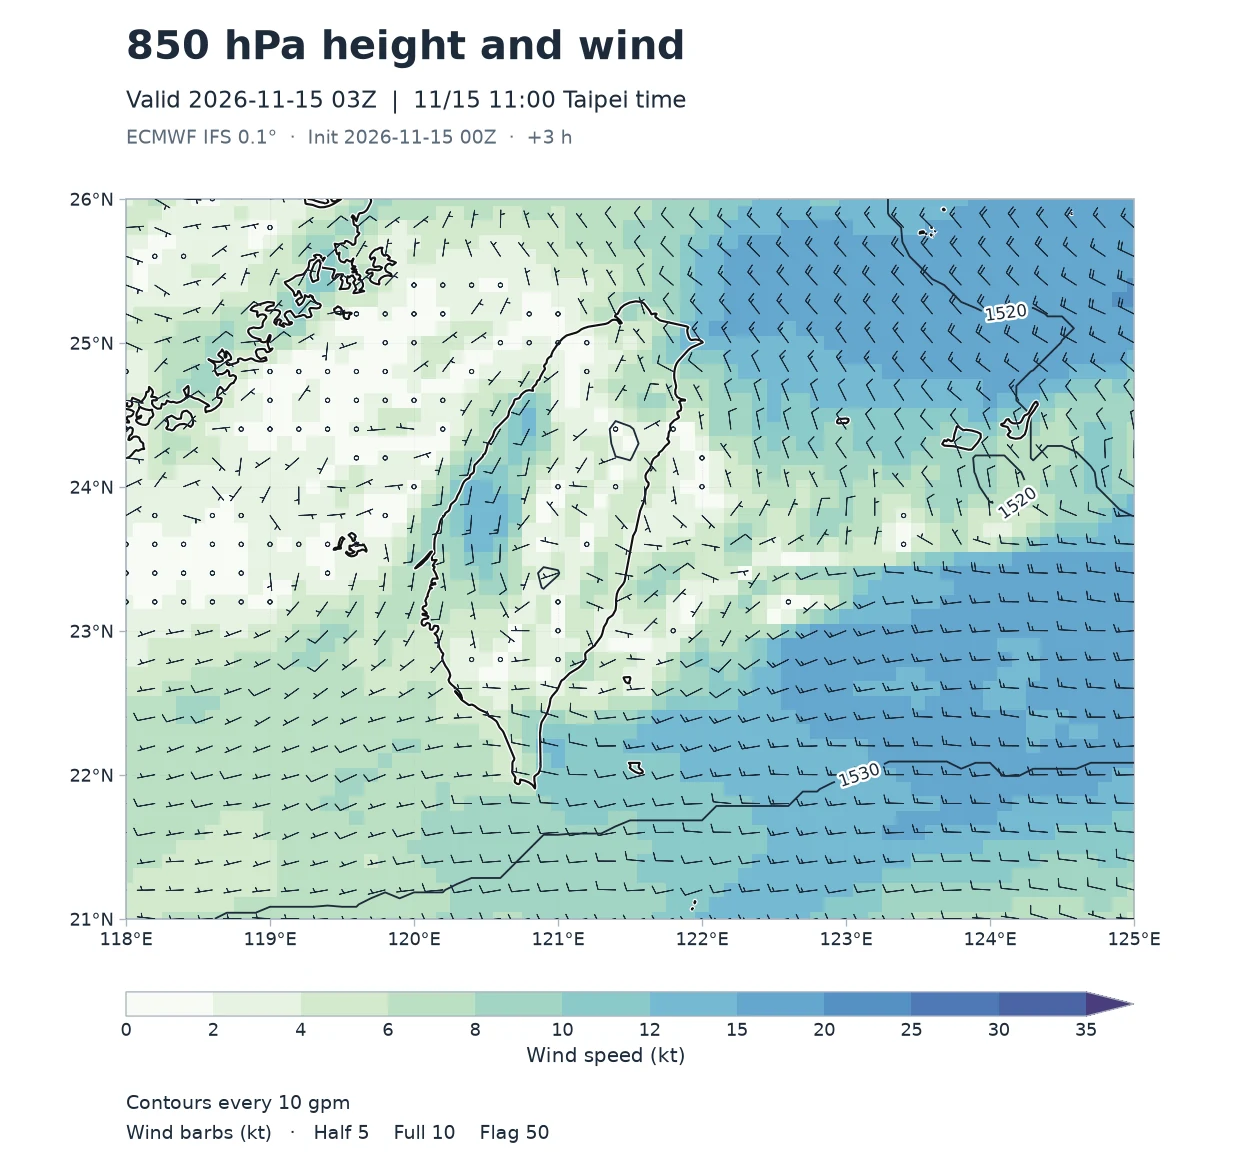 850 hPa height and wind
Valid 2026-11-15 03Z | 11/15 11:00 Taipei time
ECMWF IFS 0.1° · Init 2026-11-15 00Z · +3 h
26°N
25°N
24°N
23°N
22°N
21°N
1520
1520
1530
118°E 119°E 120°E 121°E 122°E 123°E 124°E 125°E
0 2 4 6 8 10 12 15 20 25 30 35
Wind speed (kt)
Contours every 10 gpm
Wind barbs (kt) · Half 5 Full 10 Flag 50